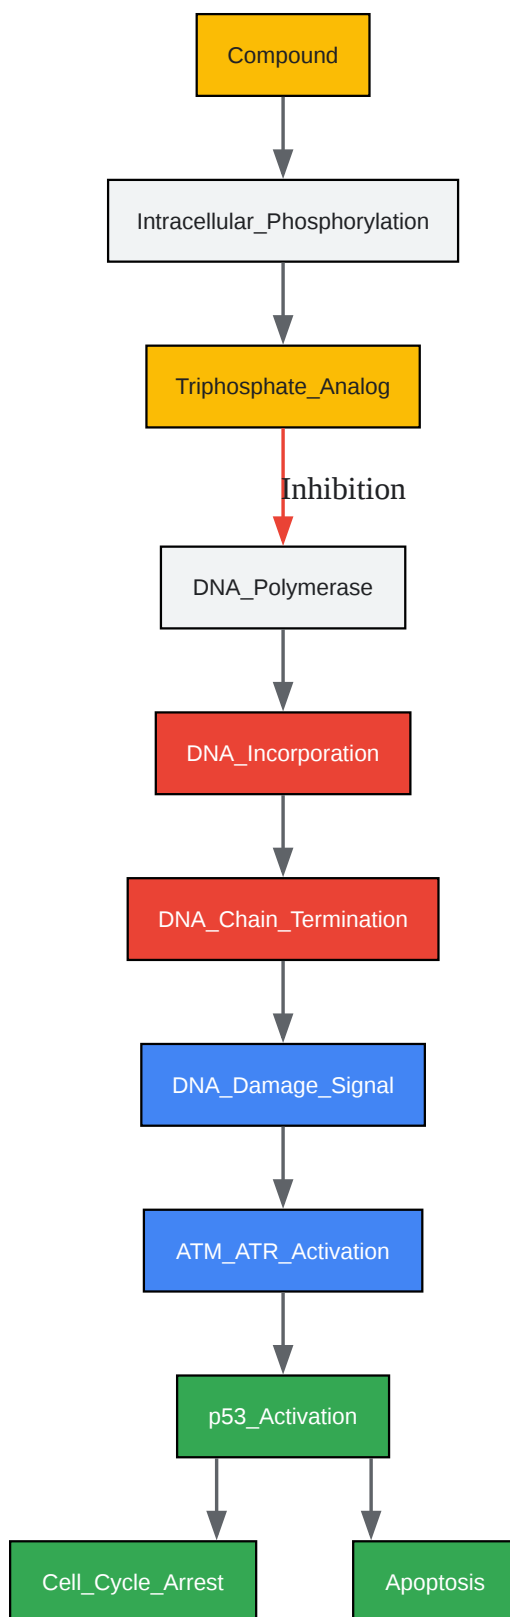 Compound
Intracellular_Phosphorylation
Triphosphate_Analog
Inhibition
DNA_Polymerase
DNA_Incorporation
DNA_Chain_Termination
DNA_Damage_Signal
ATM_ATR_Activation
p53_Activation
Cell_Cycle_Arrest
Apoptosis